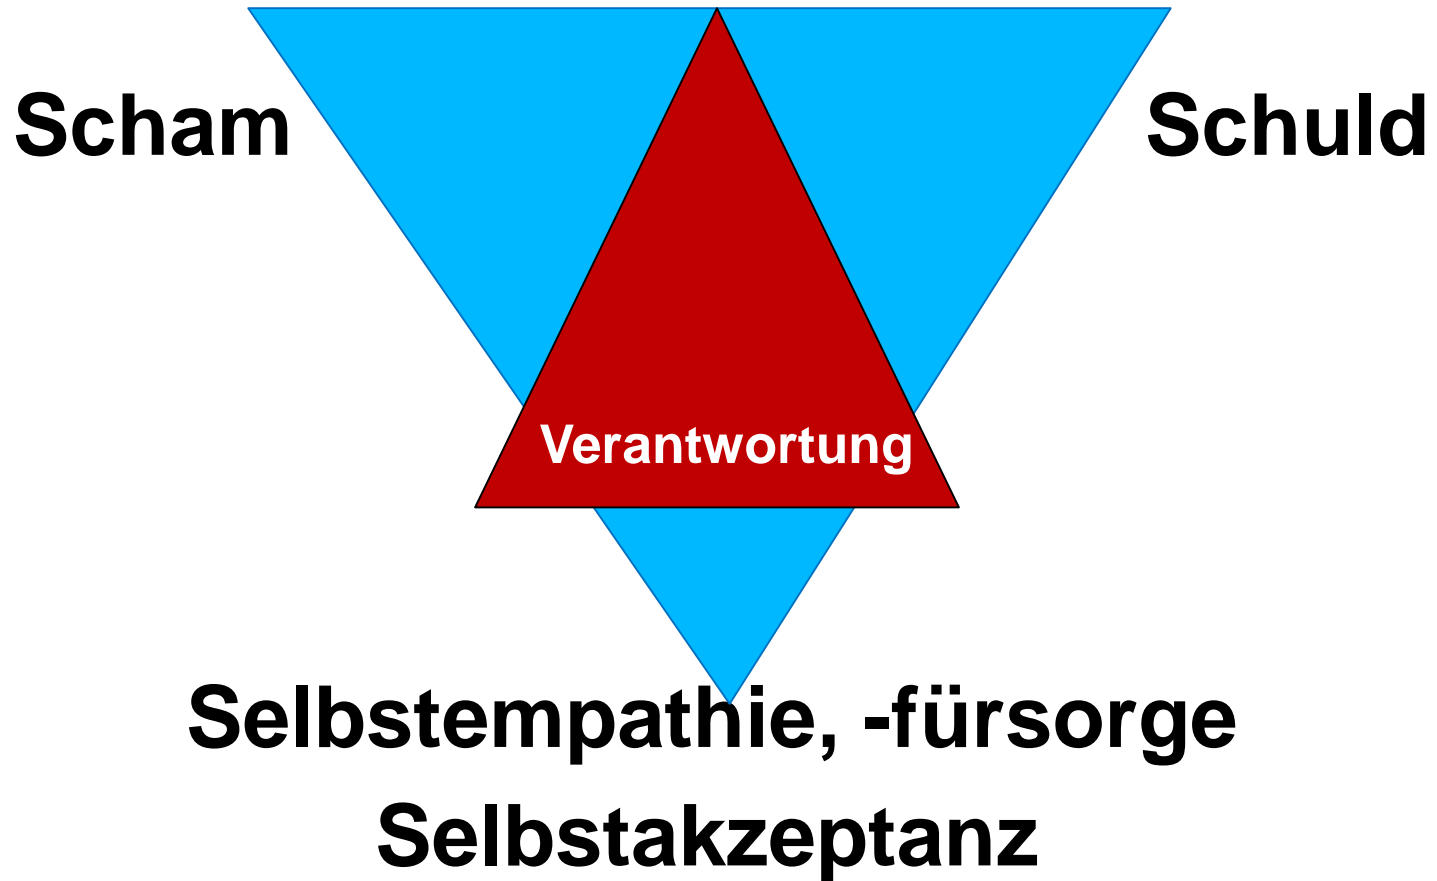 Scham
Schuld
Verantwortung
Selbstempathie, -fürsorge
Selbstakzeptanz